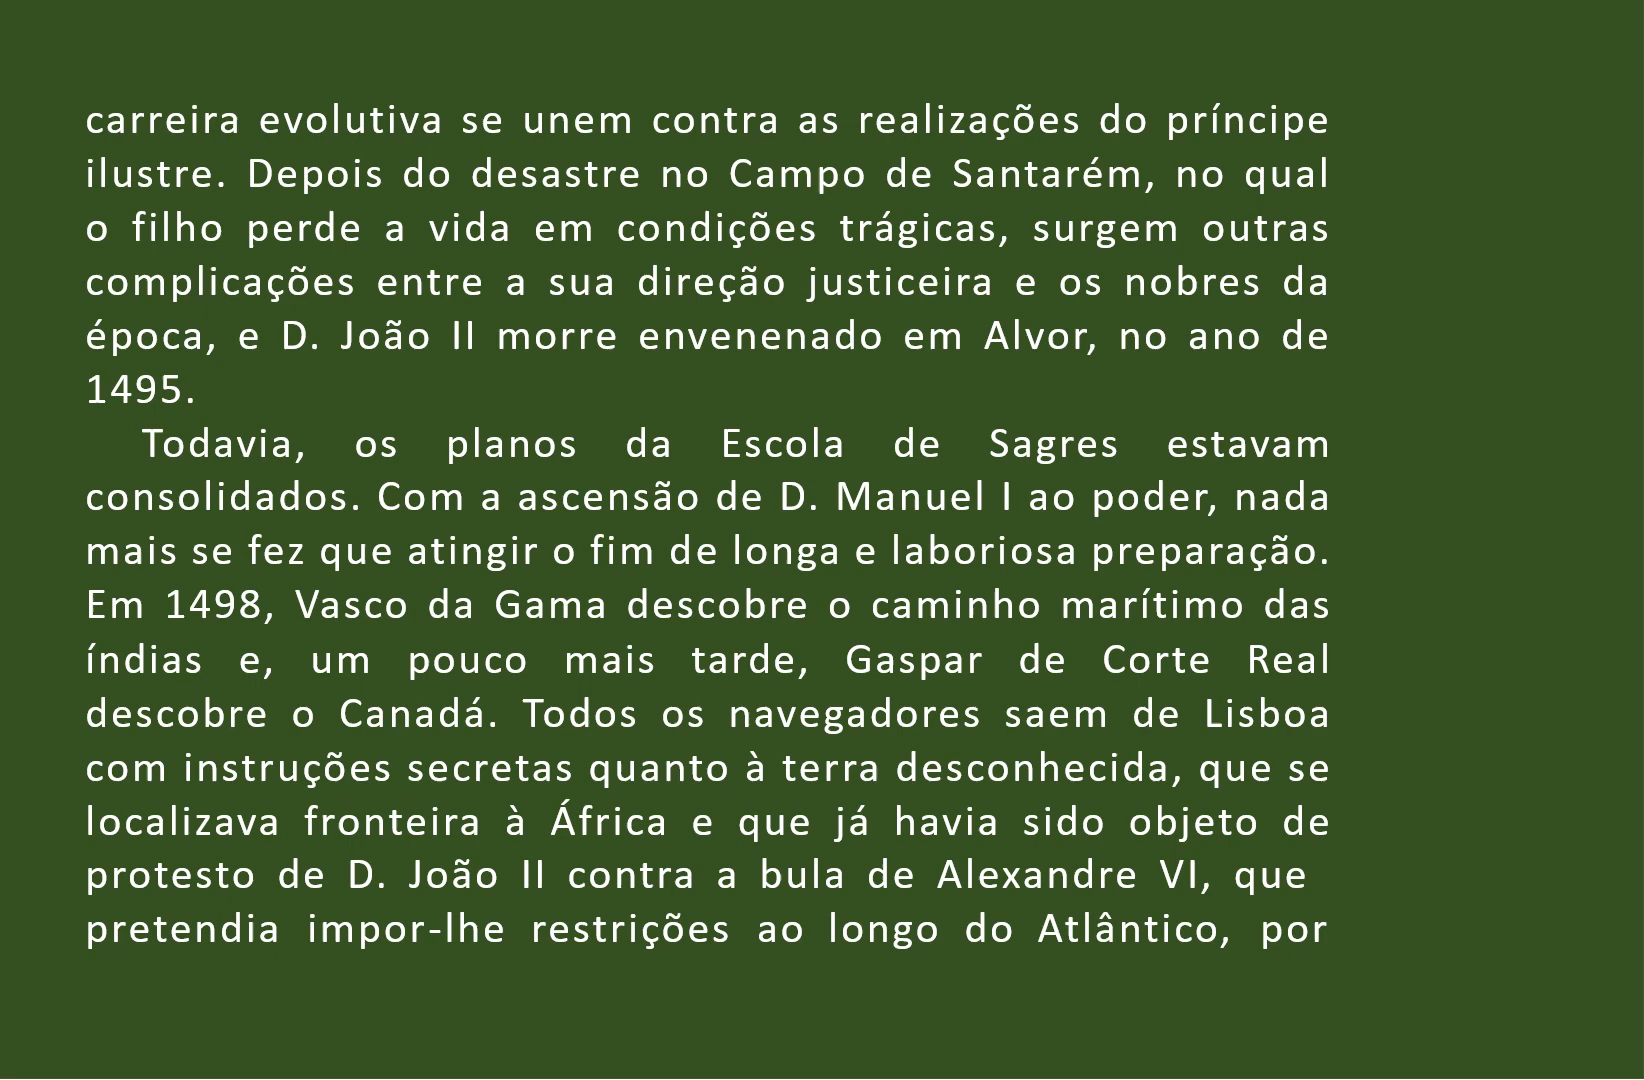 carreira evolutiva se unem contra as realizações do príncipe
ilustre. Depois do desastre no Campo de Santarém, no qual
o filho perde a vida em condições trágicas, surgem outras
complicações entre a sua direção justiceira e os nobres da
época, e D. João II morre envenenado em Alvor, no ano de
1495.
Todavia, os planos da Escola de Sagres estavam
consolidados. Com a ascensão de D. Manuel I ao poder, nada
mais se fez que atingir o fim de longa e laboriosa preparação.
Em 1498, Vasco da Gama descobre o caminho marítimo das
índias e, um pouco mais tarde, Gaspar de Corte Real
descobre o Canadá. Todos os navegadores saem de Lisboa
com instruções secretas quanto à terra desconhecida, que se
localizava fronteira à África e que já havia sido objeto de
protesto de D. João II contra a bula de Alexandre VI, que
pretendia impor-lhe restrições ao longo do Atlântico, por